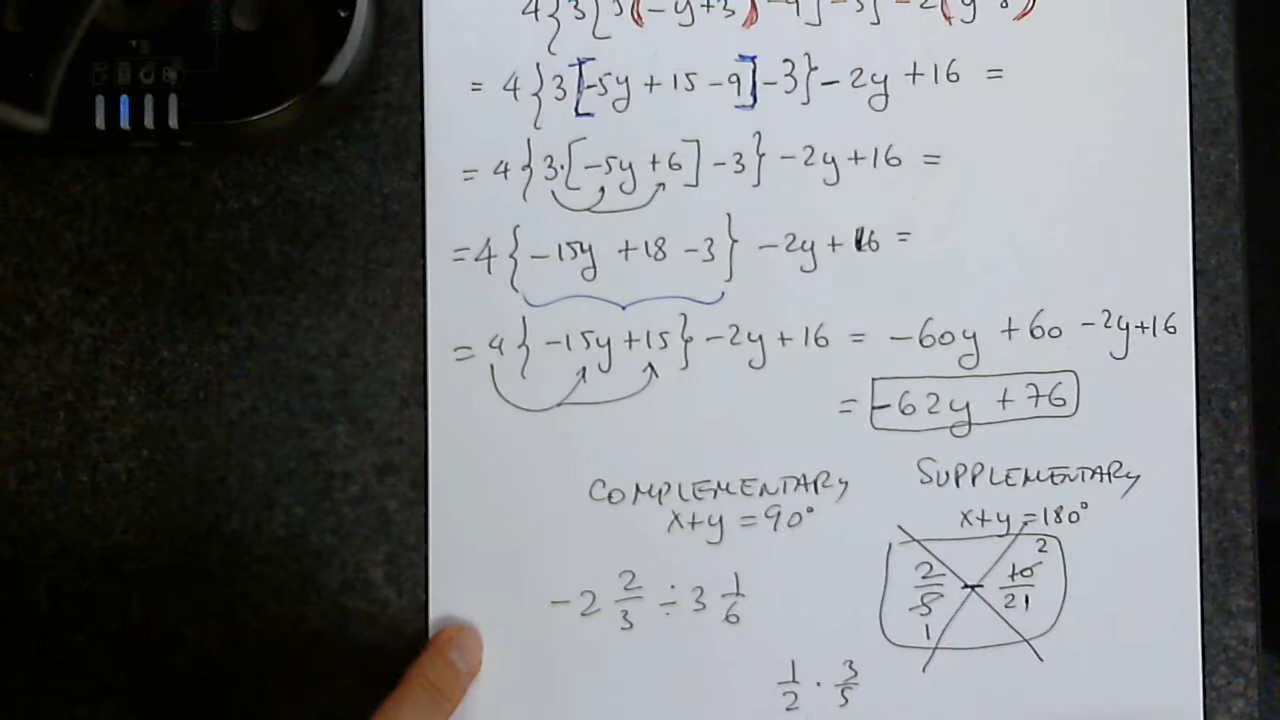 = 4{3[-5y + 15 - 9] - 3} - 2y + 16 =
= 4{3·[-5y + 6] - 3} - 2y + 16 =
= 4{-15y + 18 - 3} - 2y + 16 =
= 4{-15y + 15} - 2y + 16 = -60y + 60 - 2y + 16
= -62y + 76
COMPLEMENTARY
x+y = 90°
SUPPLEMENTARY
x+y = 180°
-2 2/3 ÷ 3 1/6
2/5 - 10/21
2
1
1/2 · 3/5